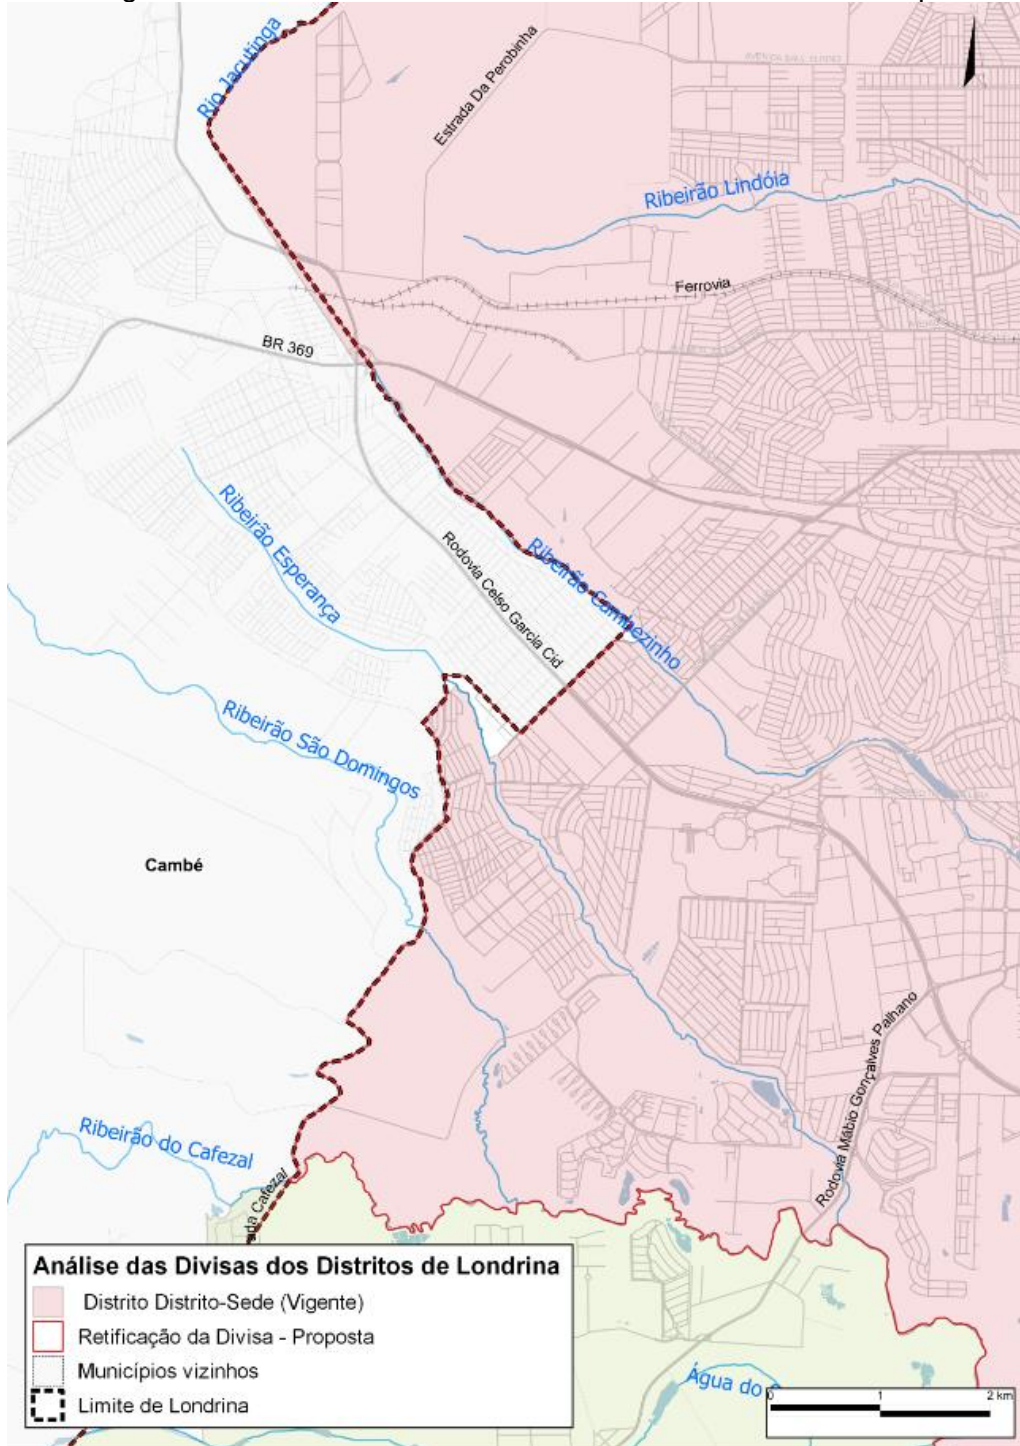 Rio Jacutinga
Estrada Da Perobinha
Ribeirão Lindóia
Ferrovia
BR 369
Ribeirão Esperança
Rodovia Celso Garcia Cid
Ribeirão Cambezinho
Ribeirão São Domingos
Cambé
Rodovia Mábio Gonçalves Palhano
Ribeirão do Cafezal
da Cafezal
Água do
Análise das Divisas dos Distritos de Londrina
Distrito Distrito-Sede (Vigente)
Retificação da Divisa - Proposta
Municípios vizinhos
Limite de Londrina
0 1 2 km